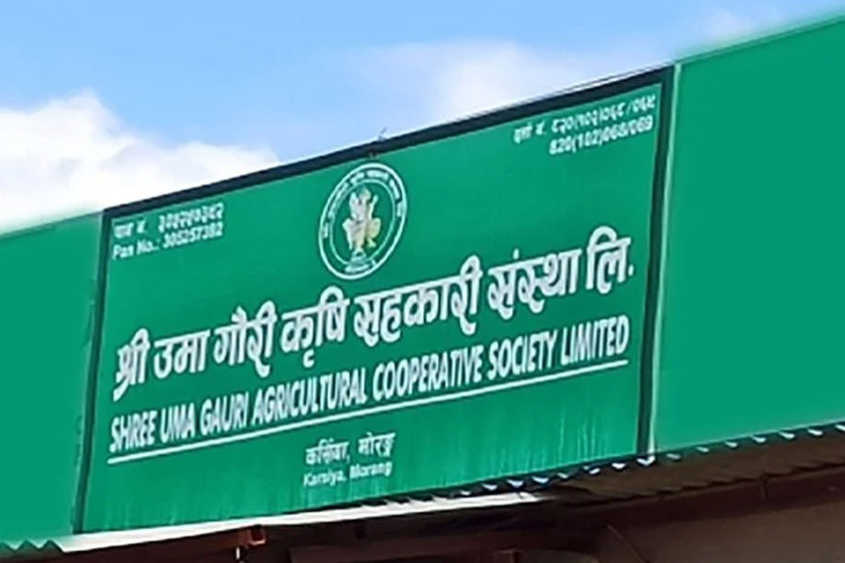 पान नं. ३०५२५७३८२
Pan No.: 305257382
दर्ता नं. ८२०(१०२)०६८/०६९
820(102)068/069
श्री उमा गौरी कृषि सहकारी संस्था लि.
SHREE UMA GAURI AGRICULTURAL COOPERATIVE SOCIETY LIMITED
मोरङ्ग
Karsiya, Morang